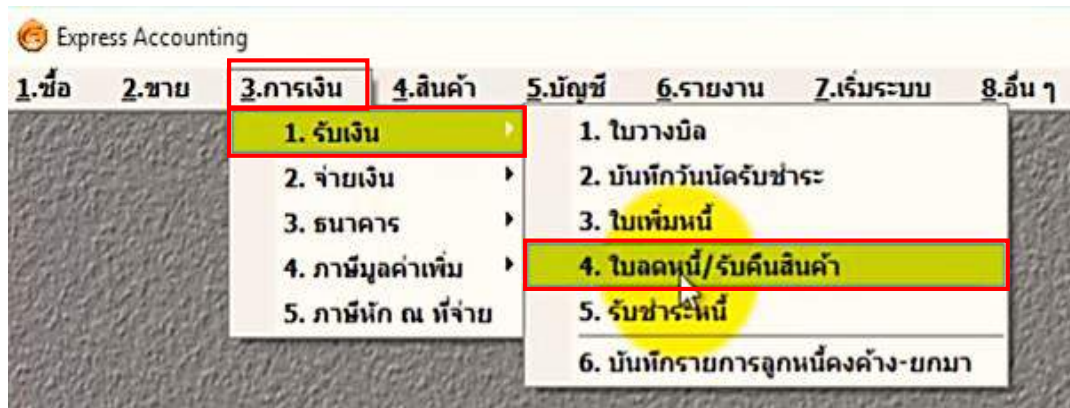 Express Accounting
1.ซื้อ 2.ขาย 3.การเงิน 4.สินค้า 5.บัญชี 6.รายงาน 7.เริ่มระบบ 8.อื่น ๆ
1. รับเงิน
2. จ่ายเงิน
3. ธนาคาร
4. ภาษีมูลค่าเพิ่ม
5. ภาษีหัก ณ ที่จ่าย
1. ใบวางบิล
2. บันทึกวันนัดรับชำระ
3. ใบเพิ่มหนี้
4. ใบลดหนี้/รับคืนสินค้า
5. รับชำระหนี้
6. บันทึกรายการลูกหนี้คงค้าง-ยกมา